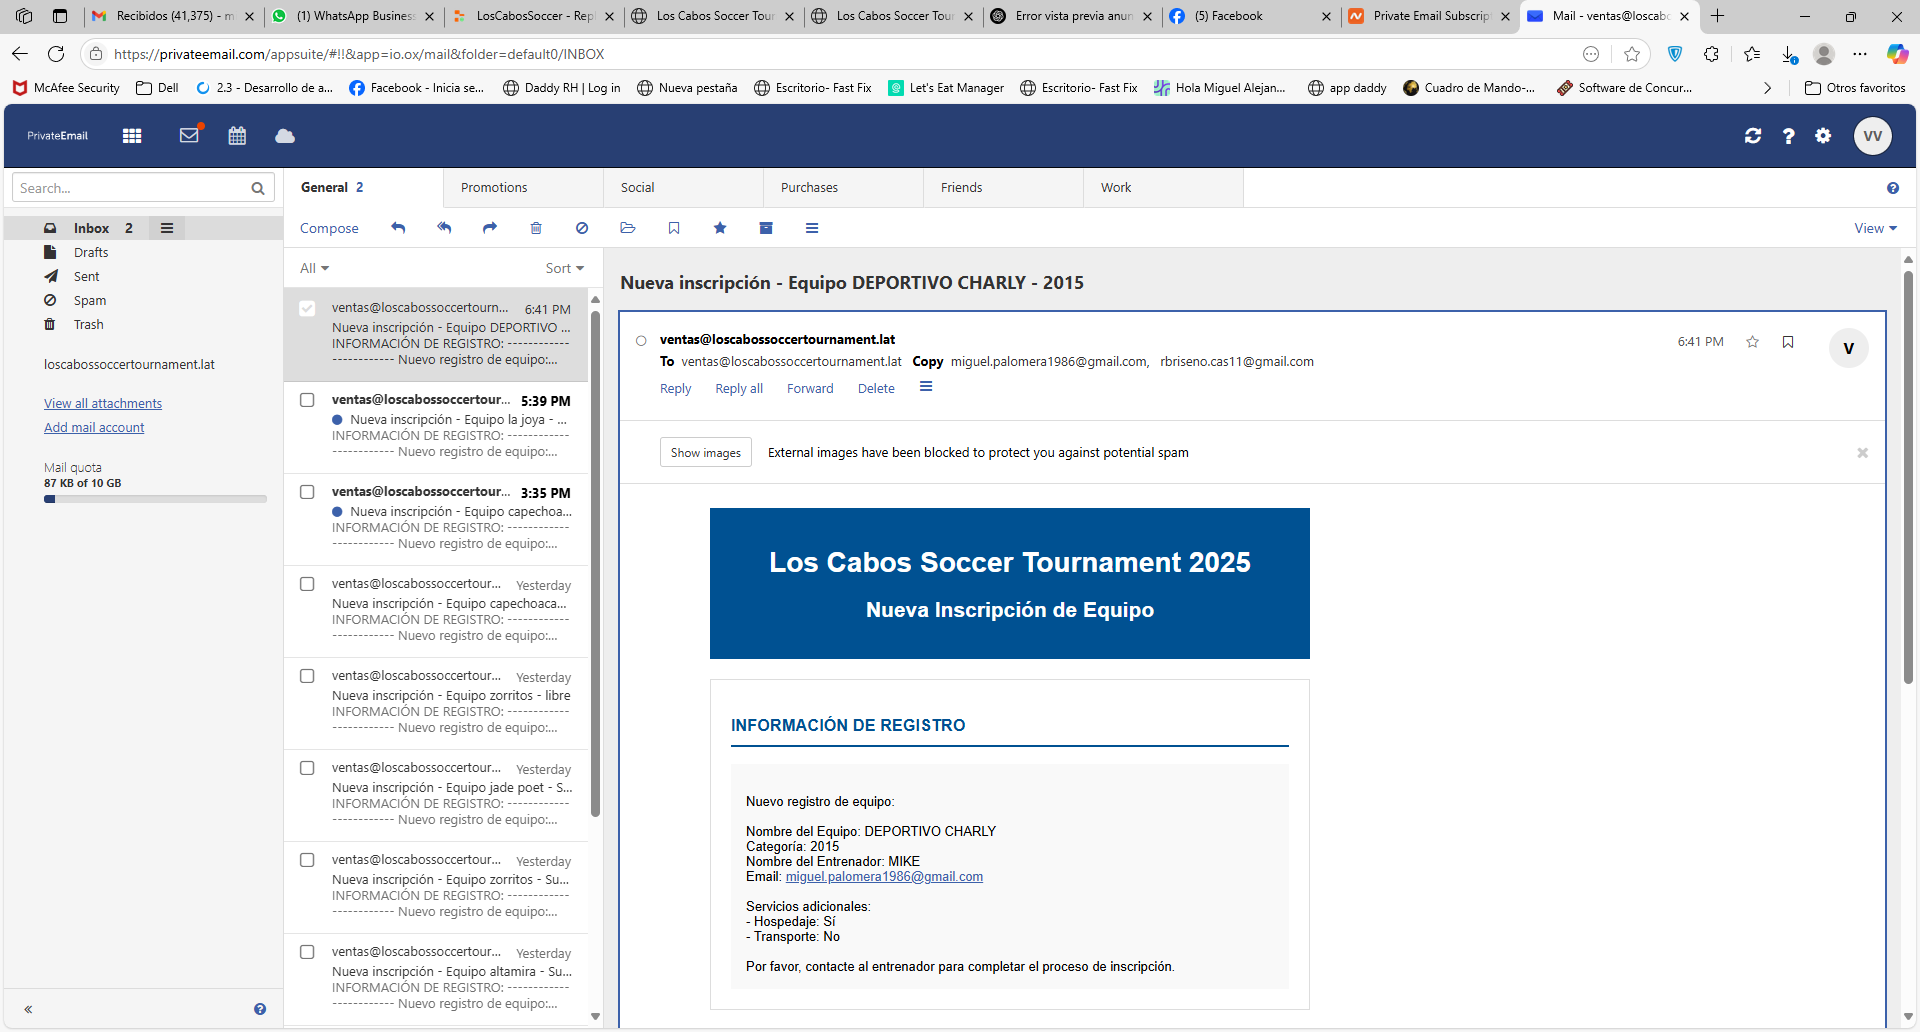 Recibidos (41,375) - m
(1) WhatsApp Business
LosCabosSoccer - Repl
Los Cabos Soccer Tour
Los Cabos Soccer Tour
Error vista previa anun
(5) Facebook
Private Email Subscript
Mail - ventas@loscabo
https://privateemail.com/appsuite/#!!&app=io.ox/mail&folder=default0/INBOX
McAfee Security
Dell
2.3 - Desarrollo de a...
Facebook - Inicia se...
Daddy RH | Log in
Nueva pestaña
Escritorio- Fast Fix
Let's Eat Manager
Escritorio- Fast Fix
Hola Miguel Alejan...
app daddy
Cuadro de Mando-...
Software de Concur...
Otros favoritos
PrivateEmail
VV
Search...
General 2
Promotions
Social
Purchases
Friends
Work
Inbox 2
Drafts
Sent
Spam
Trash
loscabossoccertournament.lat
View all attachments
Add mail account
Mail quota
87 KB of 10 GB
Compose
View
All
Sort
ventas@loscabossoccertourn... 6:41 PM
Nueva inscripción - Equipo DEPORTIVO ...
INFORMACIÓN DE REGISTRO: -------------
------------- Nuevo registro de equipo:...
ventas@loscabossoccertour... 5:39 PM
Nueva inscripción - Equipo la joya - ...
INFORMACIÓN DE REGISTRO: -------------
------------- Nuevo registro de equipo:...
ventas@loscabossoccertour... 3:35 PM
Nueva inscripción - Equipo capechoa...
INFORMACIÓN DE REGISTRO: -------------
------------- Nuevo registro de equipo:...
ventas@loscabossoccertour... Yesterday
Nueva inscripción - Equipo capechoaca...
INFORMACIÓN DE REGISTRO: -------------
------------- Nuevo registro de equipo:...
ventas@loscabossoccertour... Yesterday
Nueva inscripción - Equipo zorritos - libre
INFORMACIÓN DE REGISTRO: -------------
------------- Nuevo registro de equipo:...
ventas@loscabossoccertour... Yesterday
Nueva inscripción - Equipo jade poet - S...
INFORMACIÓN DE REGISTRO: -------------
------------- Nuevo registro de equipo:...
ventas@loscabossoccertour... Yesterday
Nueva inscripción - Equipo zorritos - Su...
INFORMACIÓN DE REGISTRO: -------------
------------- Nuevo registro de equipo:...
ventas@loscabossoccertour... Yesterday
Nueva inscripción - Equipo altamira - Su...
INFORMACIÓN DE REGISTRO: -------------
------------- Nuevo registro de equipo:...
Nueva inscripción - Equipo DEPORTIVO CHARLY - 2015
ventas@loscabossoccertournament.lat
6:41 PM
V
To ventas@loscabossoccertournament.lat Copy miguel.palomera1986@gmail.com, rbriseno.cas11@gmail.com
Reply Reply all Forward Delete
Show images External images have been blocked to protect you against potential spam
Los Cabos Soccer Tournament 2025
Nueva Inscripción de Equipo
INFORMACIÓN DE REGISTRO
Nuevo registro de equipo:
Nombre del Equipo: DEPORTIVO CHARLY
Categoría: 2015
Nombre del Entrenador: MIKE
Email: miguel.palomera1986@gmail.com
Servicios adicionales:
- Hospedaje: Sí
- Transporte: No
Por favor, contacte al entrenador para completar el proceso de inscripción.